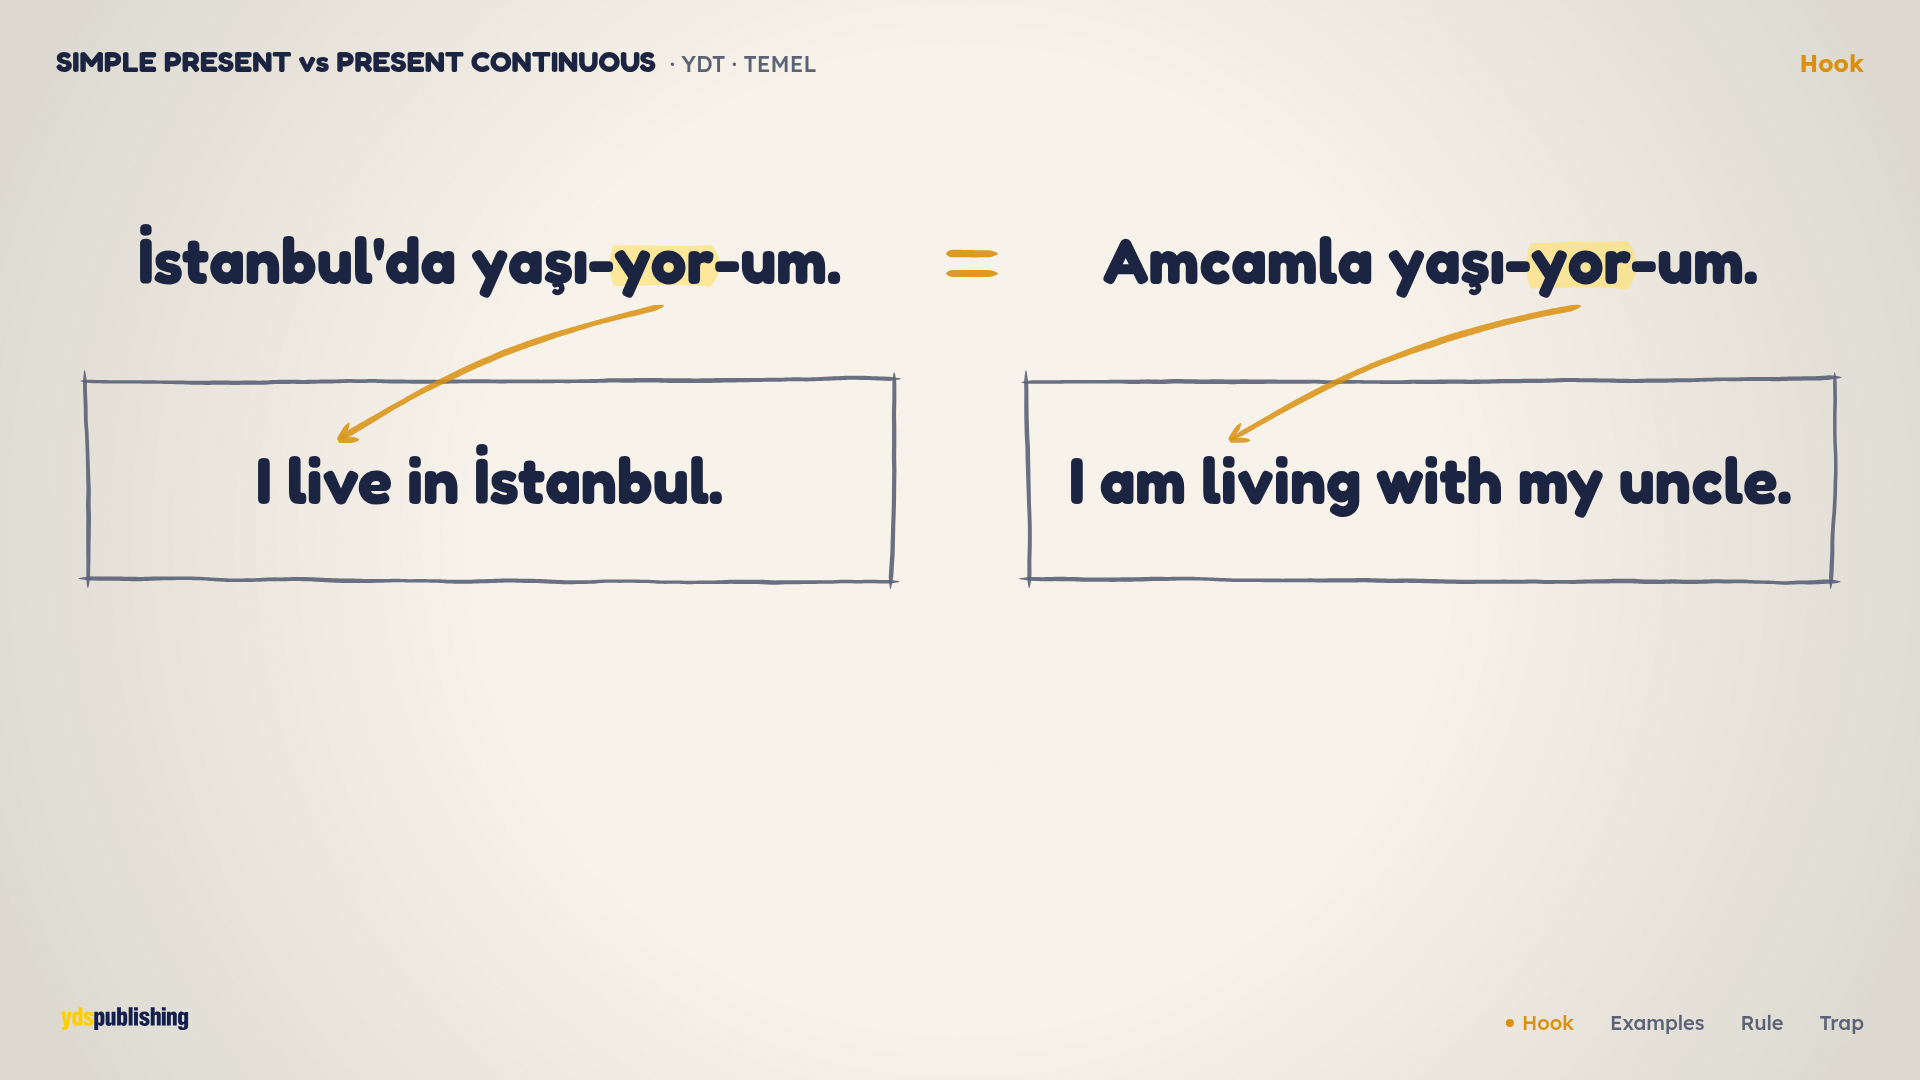 SIMPLE PRESENT vs PRESENT CONTINUOUS · YDT · TEMEL
Hook
İstanbul'da yaşı-yor-um. = Amcamla yaşı-yor-um.
I live in İstanbul.
I am living with my uncle.
ydspublishing
• Hook Examples Rule Trap